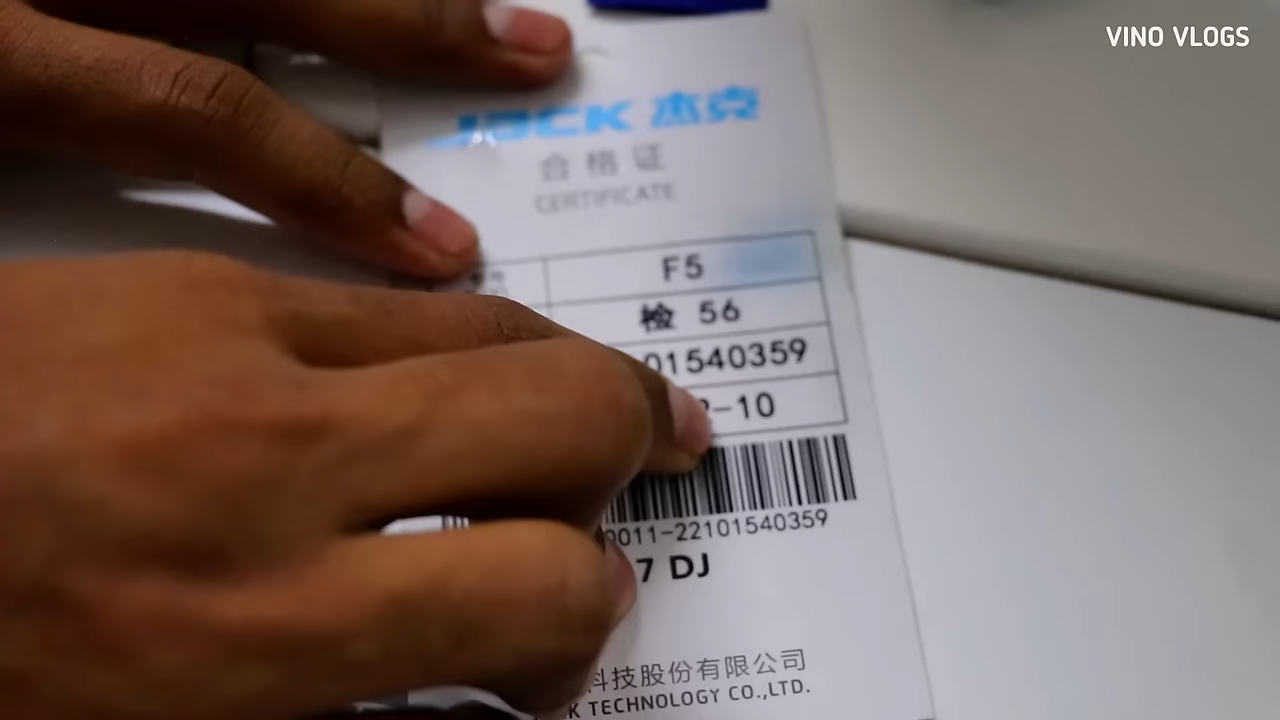 VINO VLOGS
JACK 杰克
合格证
CERTIFICATE
F5
检 56
01540359
-10
0011-22101540359
7 DJ
科技股份有限公司
K TECHNOLOGY CO.,LTD.